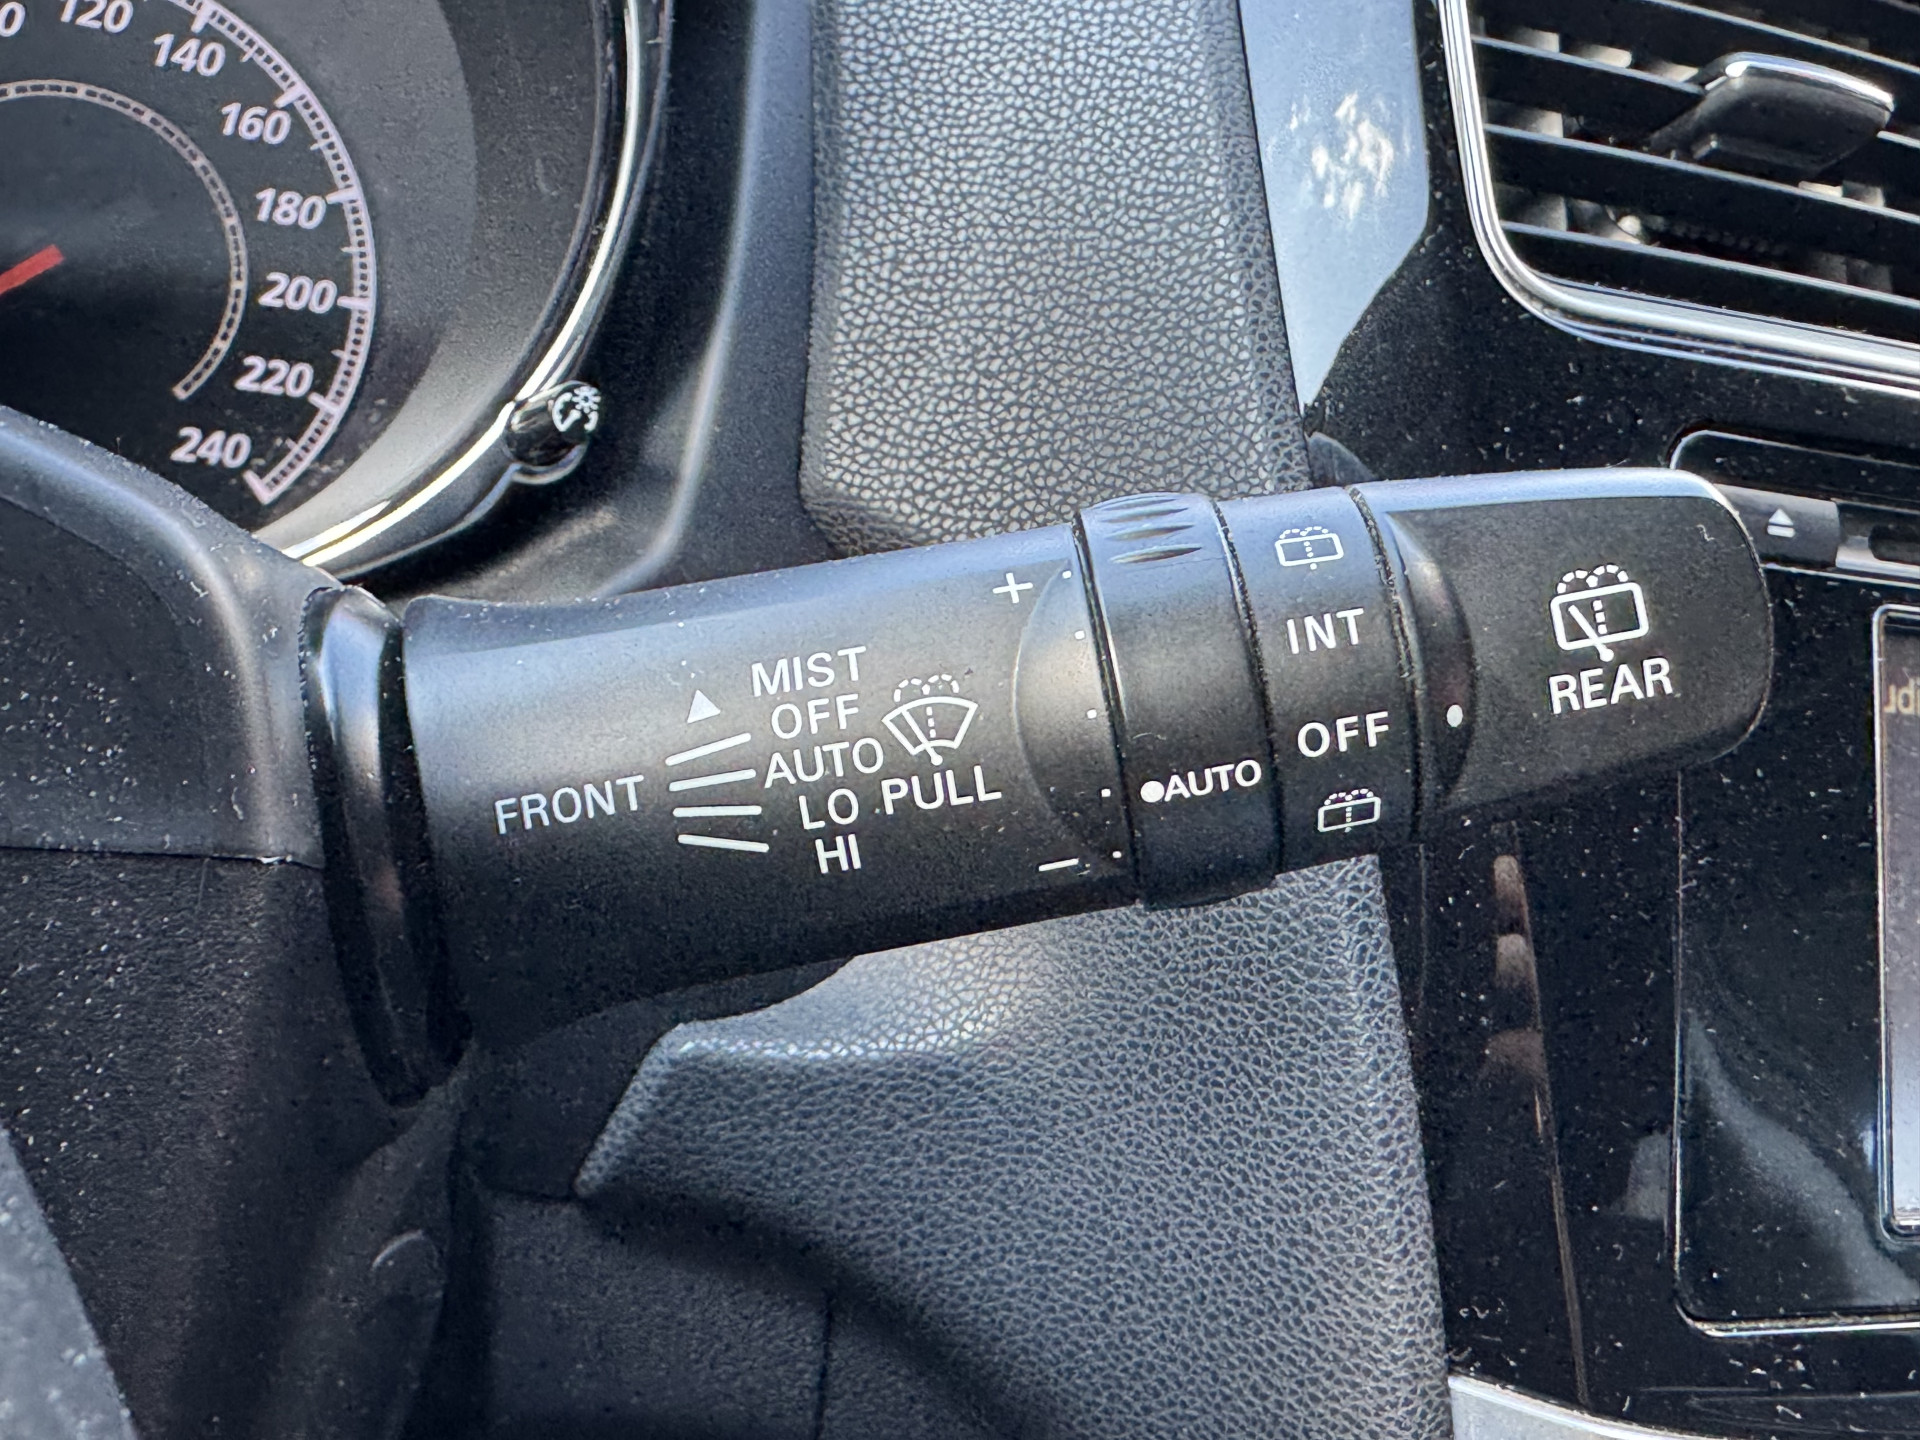 120
140
160
180
200
220
240
+
MIST
OFF
AUTO
LO
HI
FRONT
PULL
−
AUTO
INT
OFF
REAR